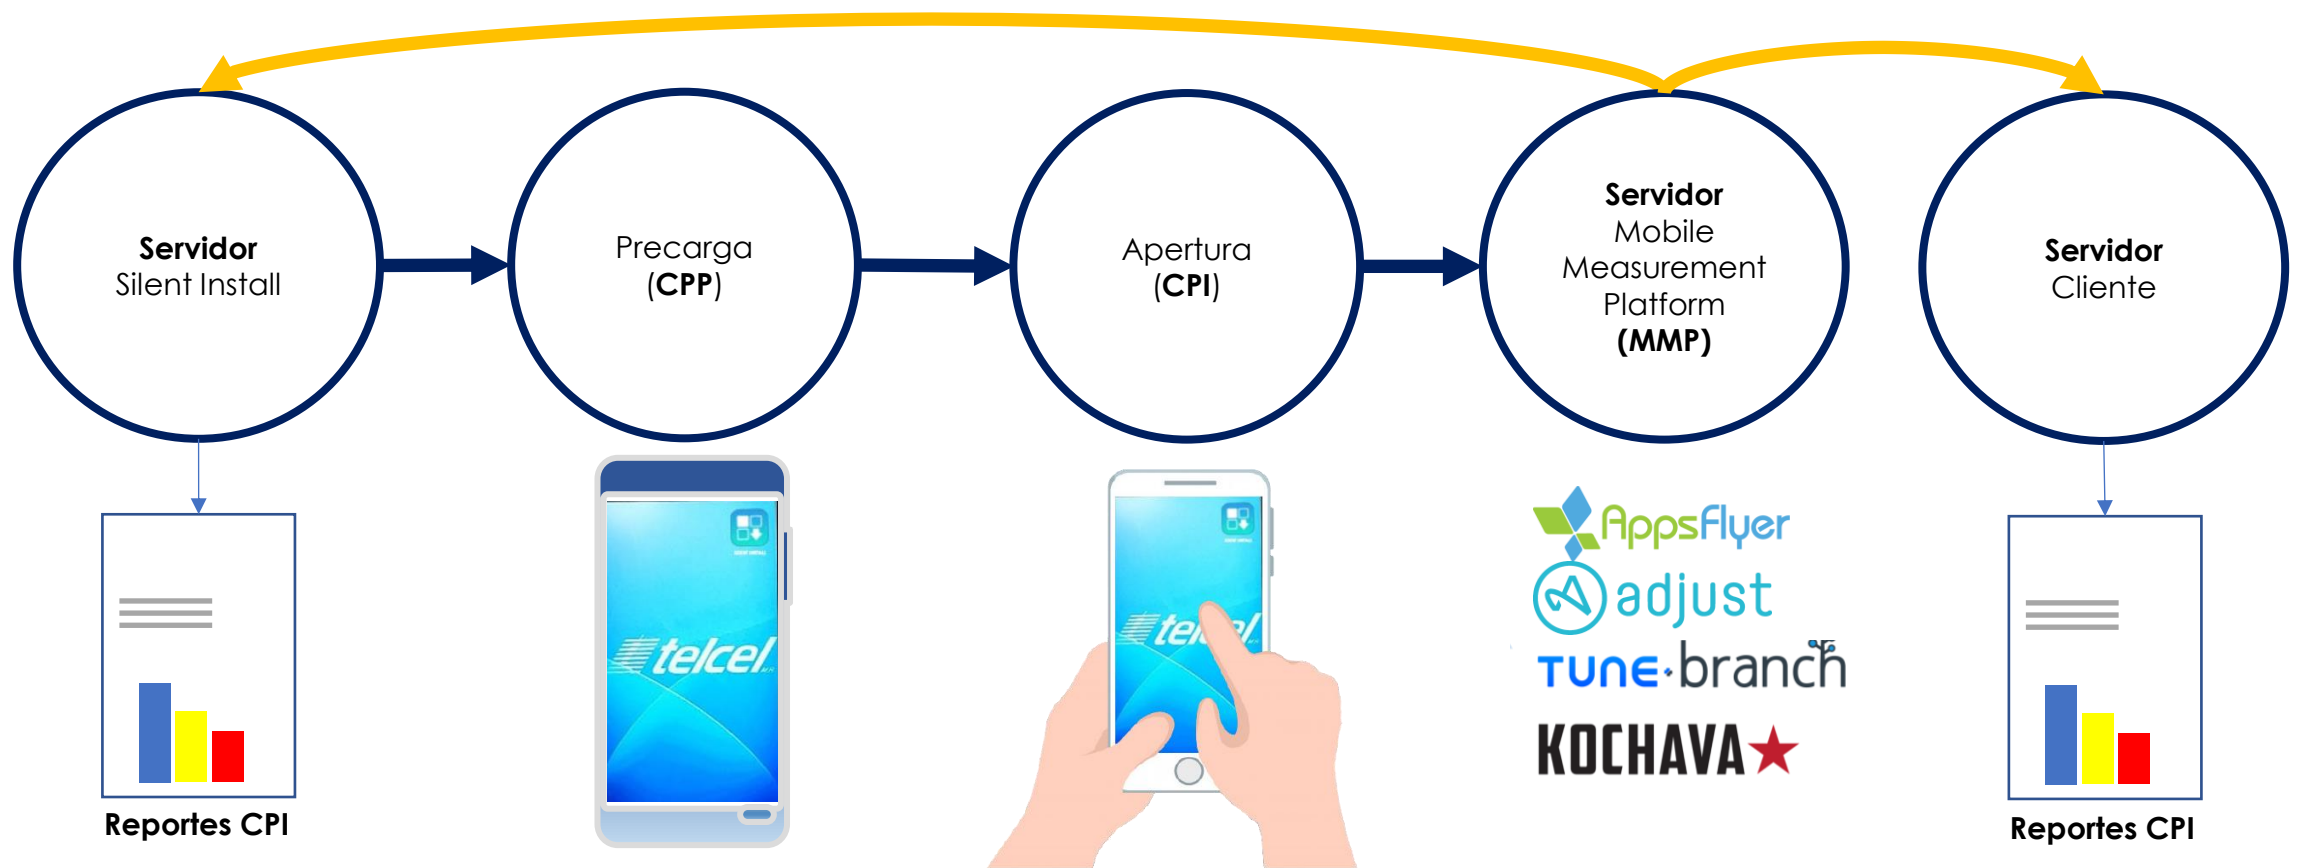 Servidor
Silent Install
Precarga
(CPP)
Apertura
(CPI)
Servidor
Mobile
Measurement
Platform
(MMP)
Servidor
Cliente
telcel
telcel
AppsFlyer
adjust
TUNE branch
KOCHAVA
Reportes CPI
Reportes CPI